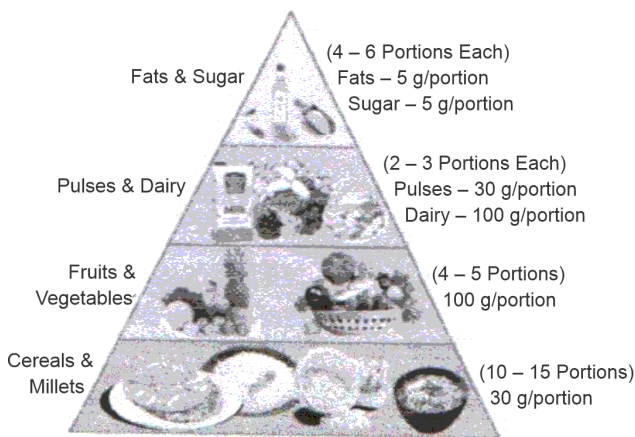 Fats & Sugar
(4 – 6 Portions Each)
Fats – 5 g/portion
Sugar – 5 g/portion
Pulses & Dairy
(2 – 3 Portions Each)
Pulses – 30 g/portion
Dairy – 100 g/portion
Fruits &
Vegetables
(4 – 5 Portions)
100 g/portion
Cereals &
Millets
(10 – 15 Portions)
30 g/portion